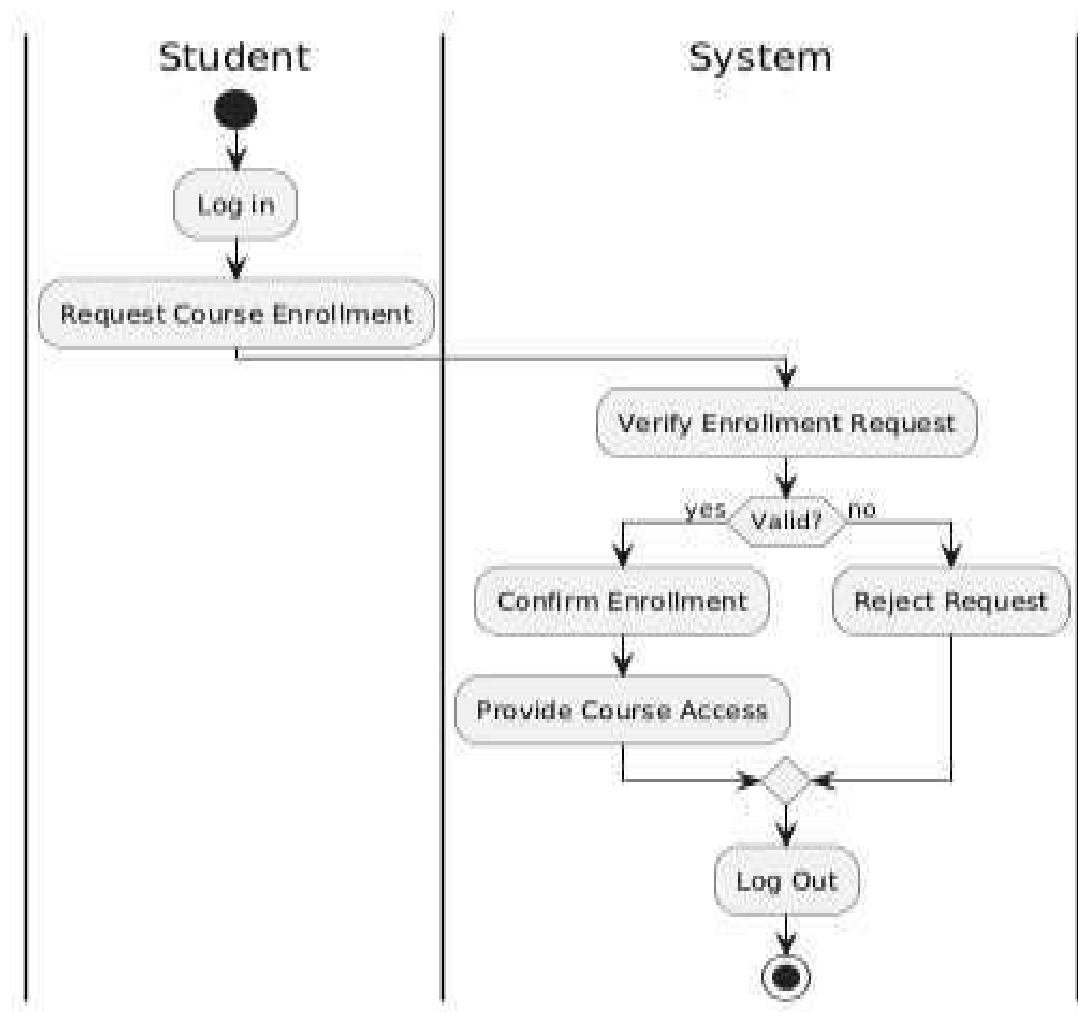 Student
System
Log in
Request Course Enrollment
Verify Enrollment Request
yes
Valid?
no
Confirm Enrollment
Reject Request
Provide Course Access
Log Out